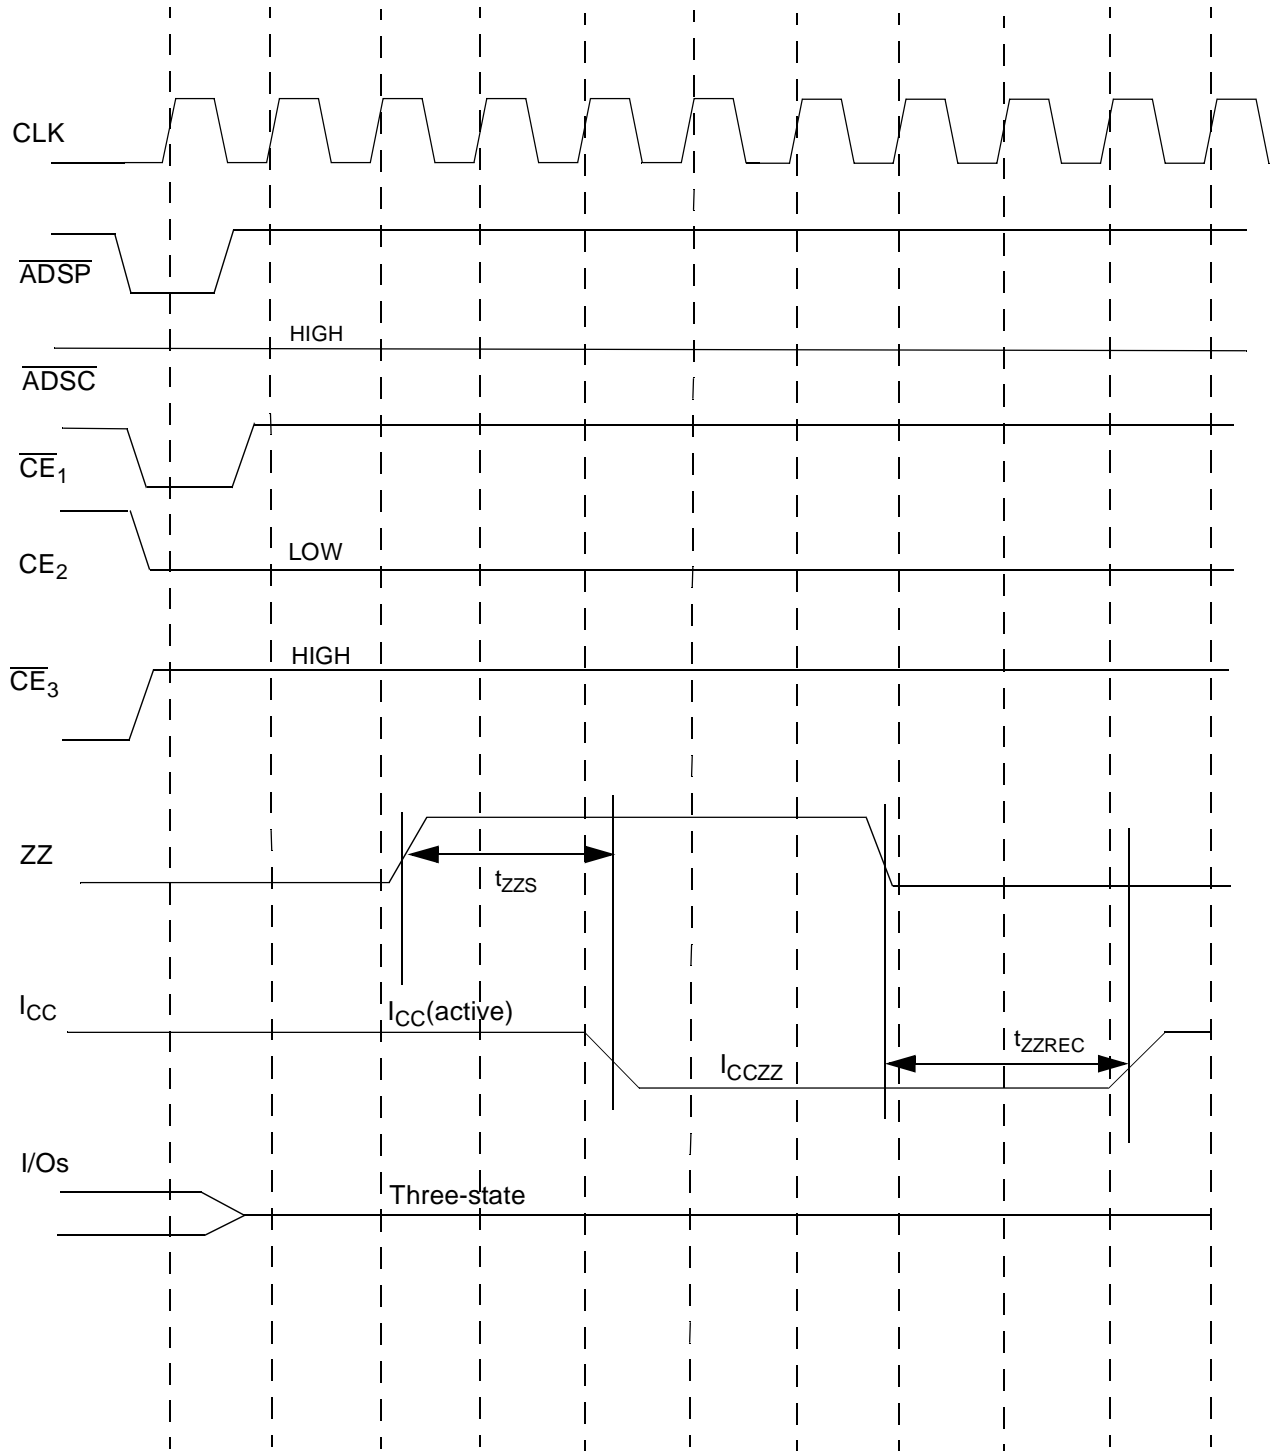 CLK
ADSP
HIGH
ADSC
CE1
LOW
CE2
HIGH
CE3
ZZ
tZZS
ICC
ICC(active)
tZZREC
ICCZZ
I/Os
Three-state